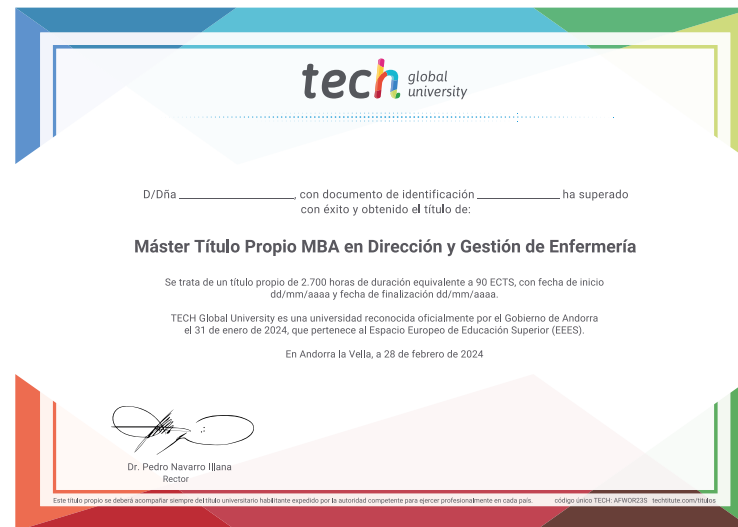 tech global university
D/Dña ____________________, con documento de identificación ______________ ha superado
con éxito y obtenido el título de:
Máster Título Propio MBA en Dirección y Gestión de Enfermería
Se trata de un título propio de 2.700 horas de duración equivalente a 90 ECTS, con fecha de inicio
dd/mm/aaaa y fecha de finalización dd/mm/aaaa.
TECH Global University es una universidad reconocida oficialmente por el Gobierno de Andorra
el 31 de enero de 2024, que pertenece al Espacio Europeo de Educación Superior (EEES).
En Andorra la Vella, a 28 de febrero de 2024
Dr. Pedro Navarro Illana
Rector
Este título propio se deberá acompañar siempre del título universitario habilitante expedido por la autoridad competente para ejercer profesionalmente en cada país. código único TECH: AFWOR23S techtitute.com/titulos